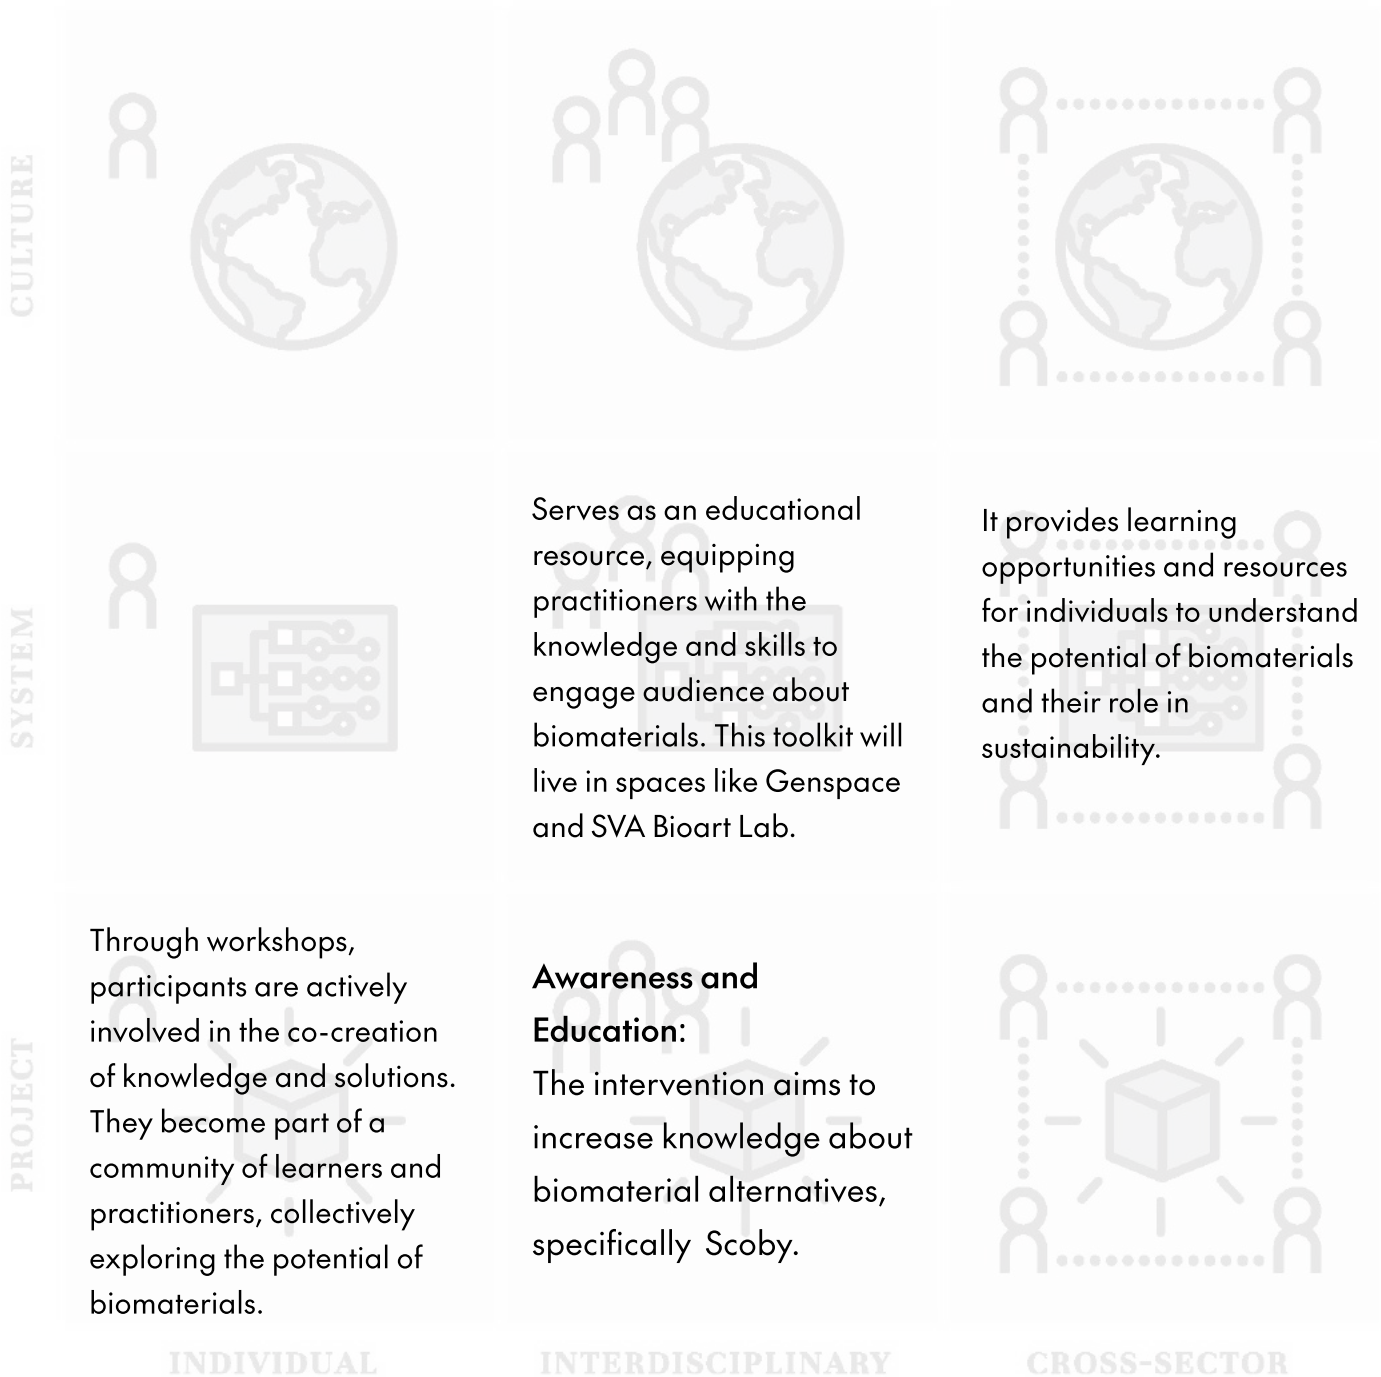 CULTURE
SYSTEM
Serves as an educational
resource, equipping
practitioners with the
knowledge and skills to
engage audience about
biomaterials. This toolkit will
live in spaces like Genspace
and SVA Bioart Lab.
It provides learning
opportunities and resources
for individuals to understand
the potential of biomaterials
and their role in
sustainability.
PROJECT
Through workshops,
participants are actively
involved in the co-creation
of knowledge and solutions.
They become part of a
community of learners and
practitioners, collectively
exploring the potential of
biomaterials.
Awareness and
Education:
The intervention aims to
increase knowledge about
biomaterial alternatives,
specifically Scoby.
INDIVIDUAL
INTERDISCIPLINARY
CROSS-SECTOR